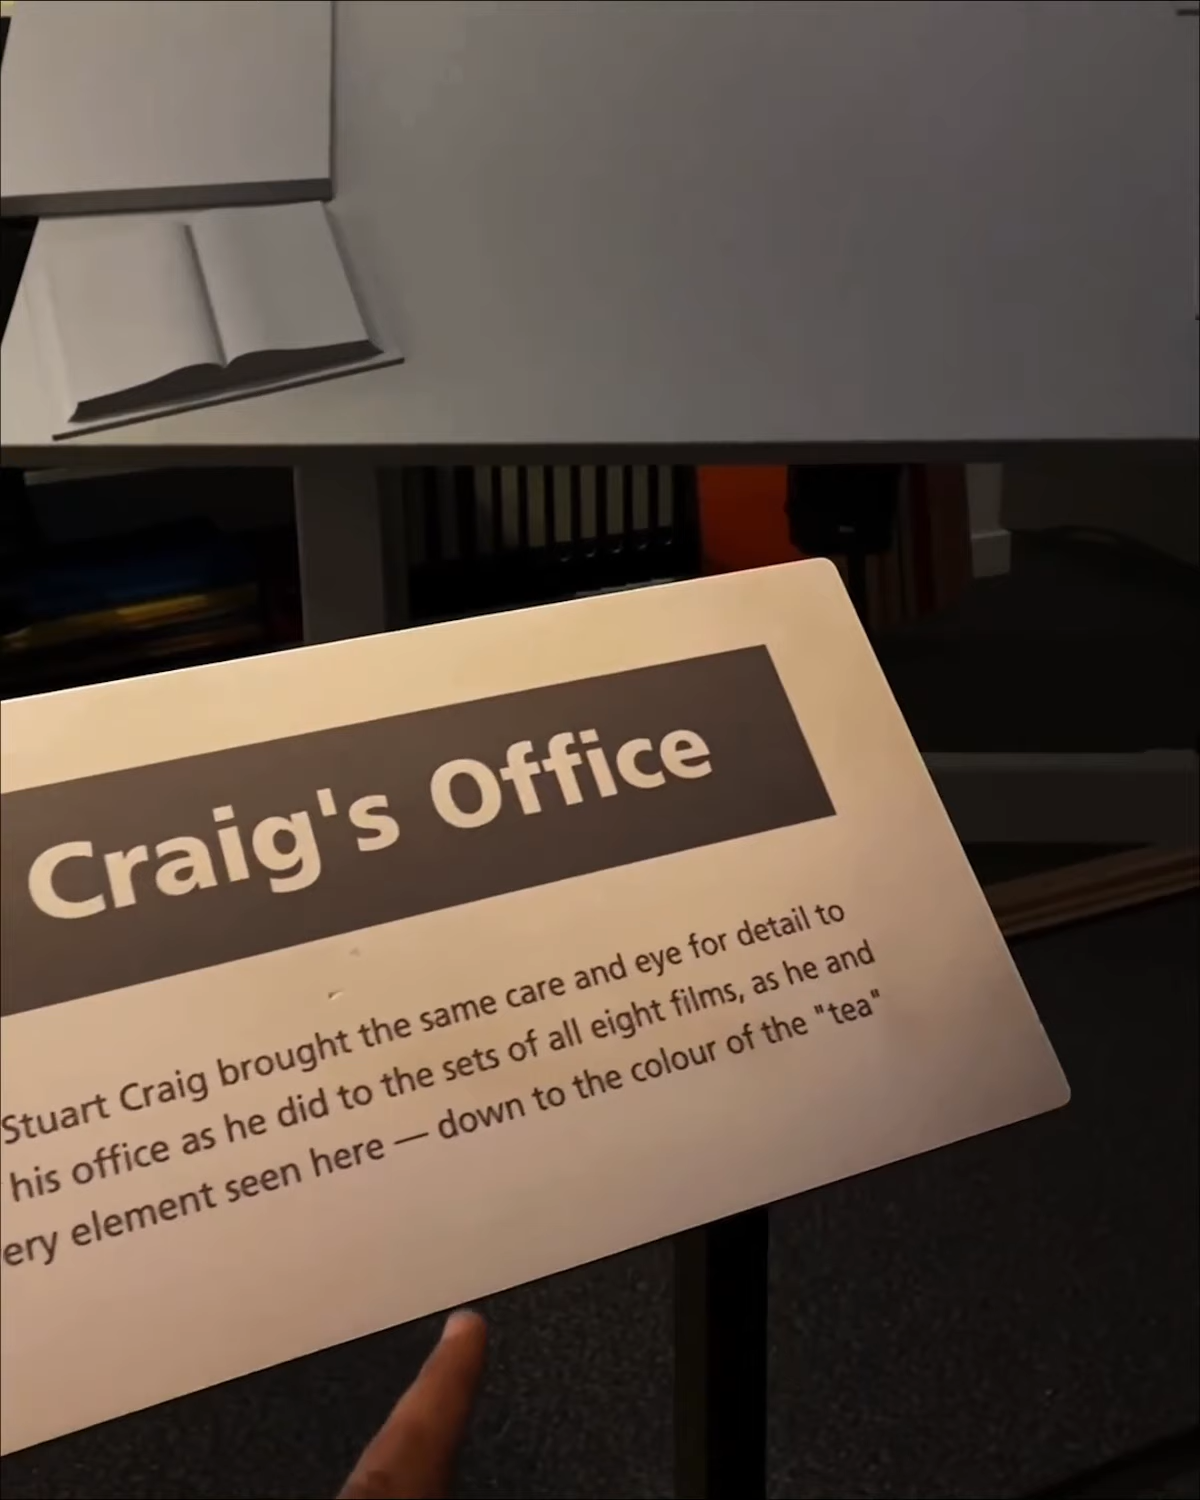 Craig's Office
Stuart Craig brought the same care and eye for detail to
his office as he did to the sets of all eight films, as he and
ery element seen here — down to the colour of the "tea"